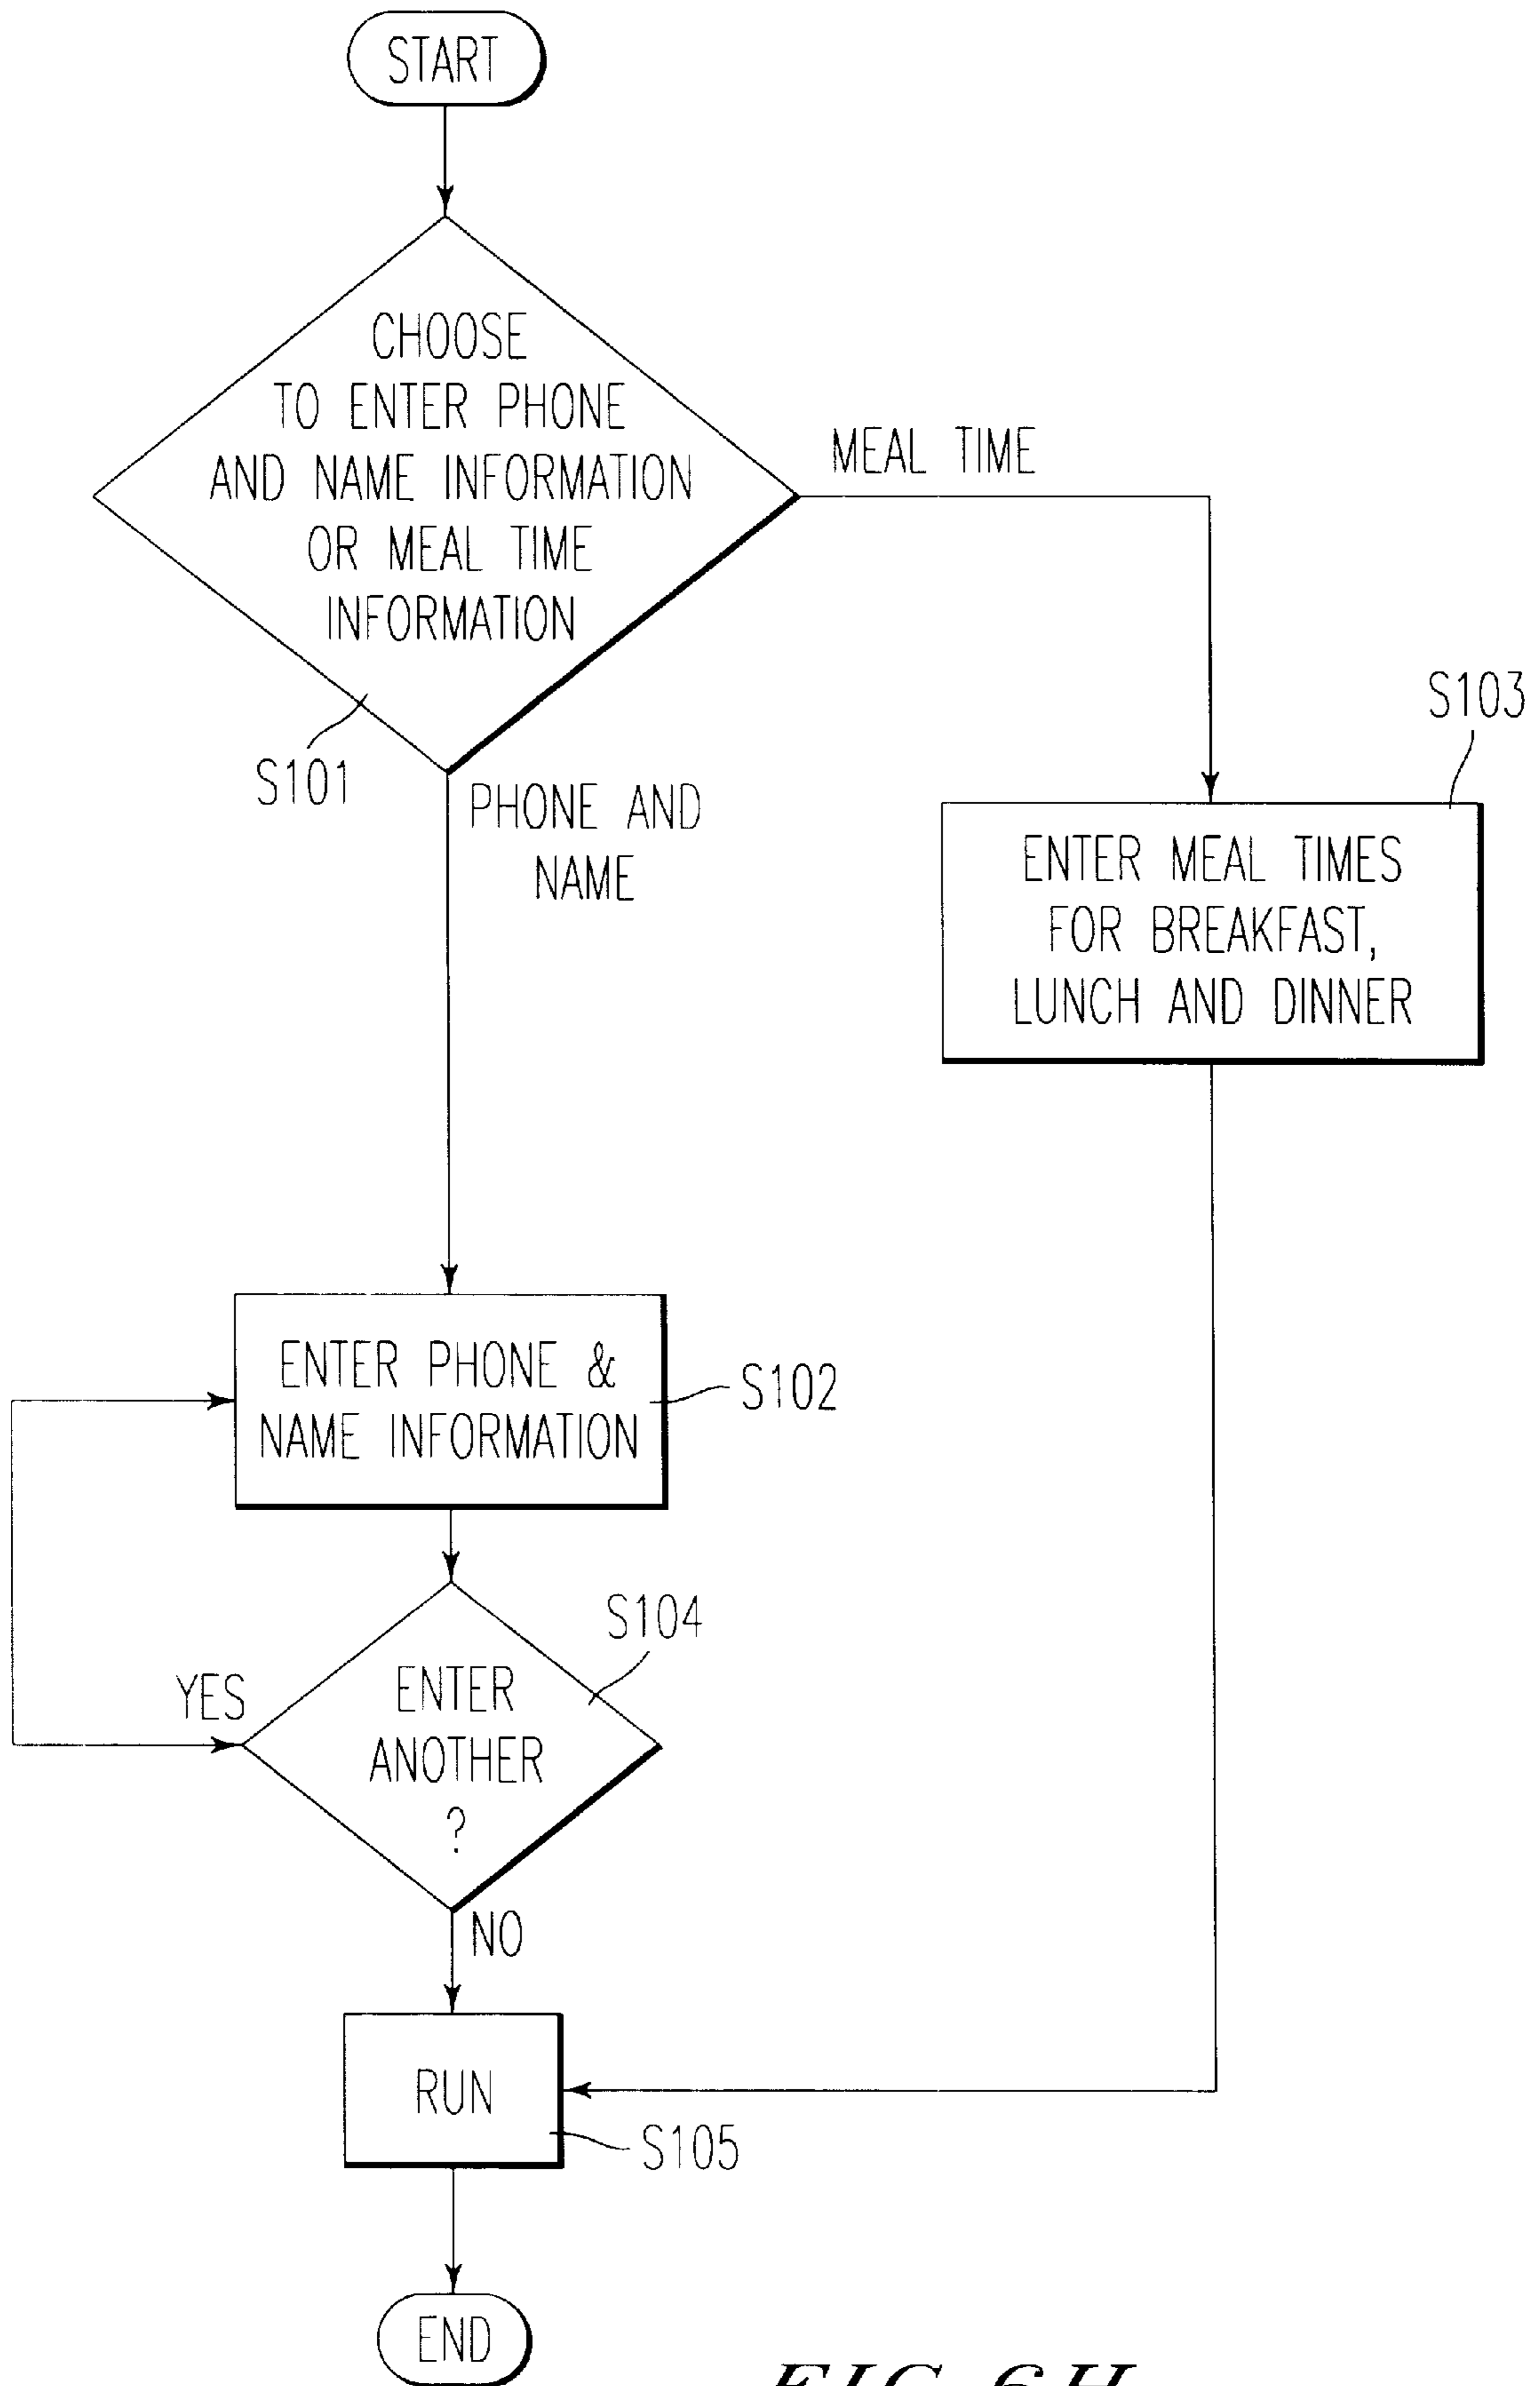 START
CHOOSE
TO ENTER PHONE
AND NAME INFORMATION
OR MEAL TIME
INFORMATION
MEAL TIME
S101
PHONE AND
NAME
S103
ENTER MEAL TIMES
FOR BREAKFAST,
LUNCH AND DINNER
ENTER PHONE &
NAME INFORMATION
S102
S104
YES
ENTER
ANOTHER
?
NO
RUN
S105
END
FIG. 6H